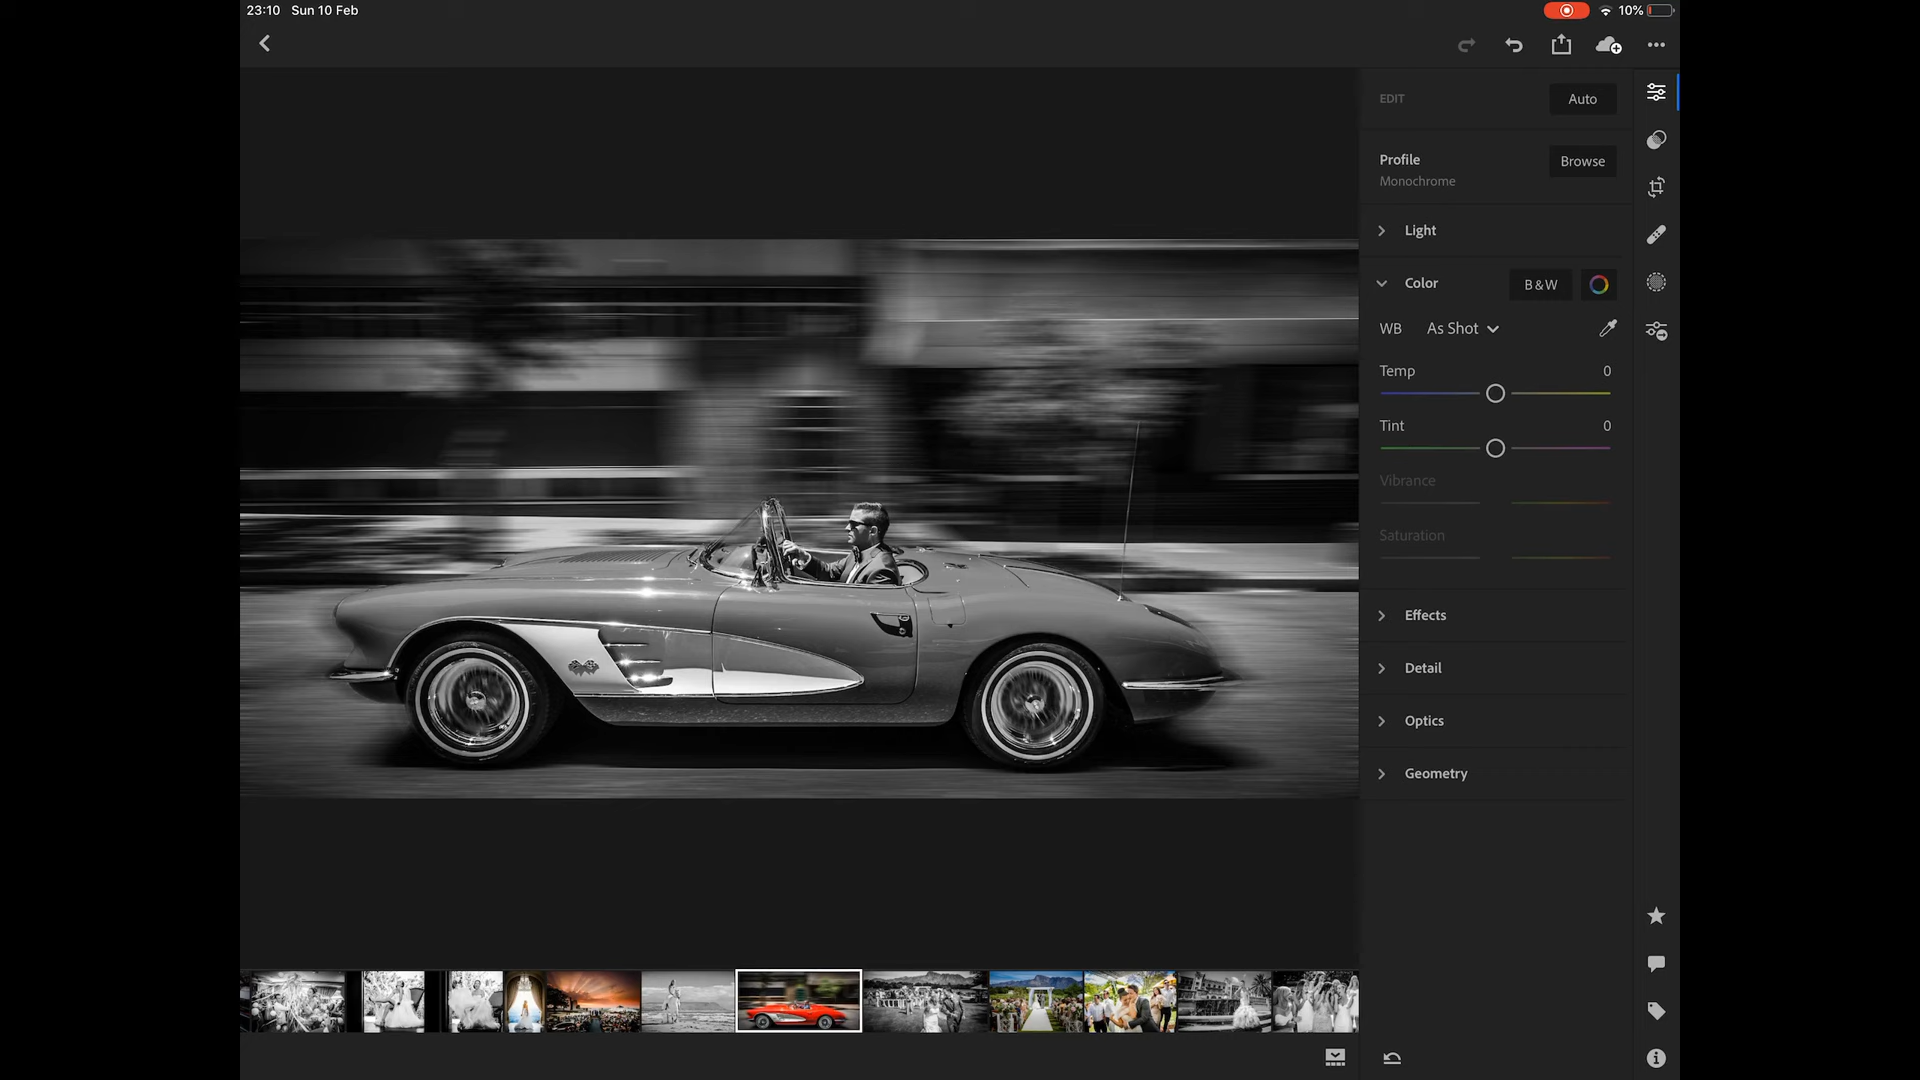 23:10 Sun 10 Feb
10%
EDIT
Auto
Profile
Browse
Monochrome
Light
Color
B&W
WB
As Shot
Temp
0
Tint
0
Vibrance
Saturation
Effects
Detail
Optics
Geometry